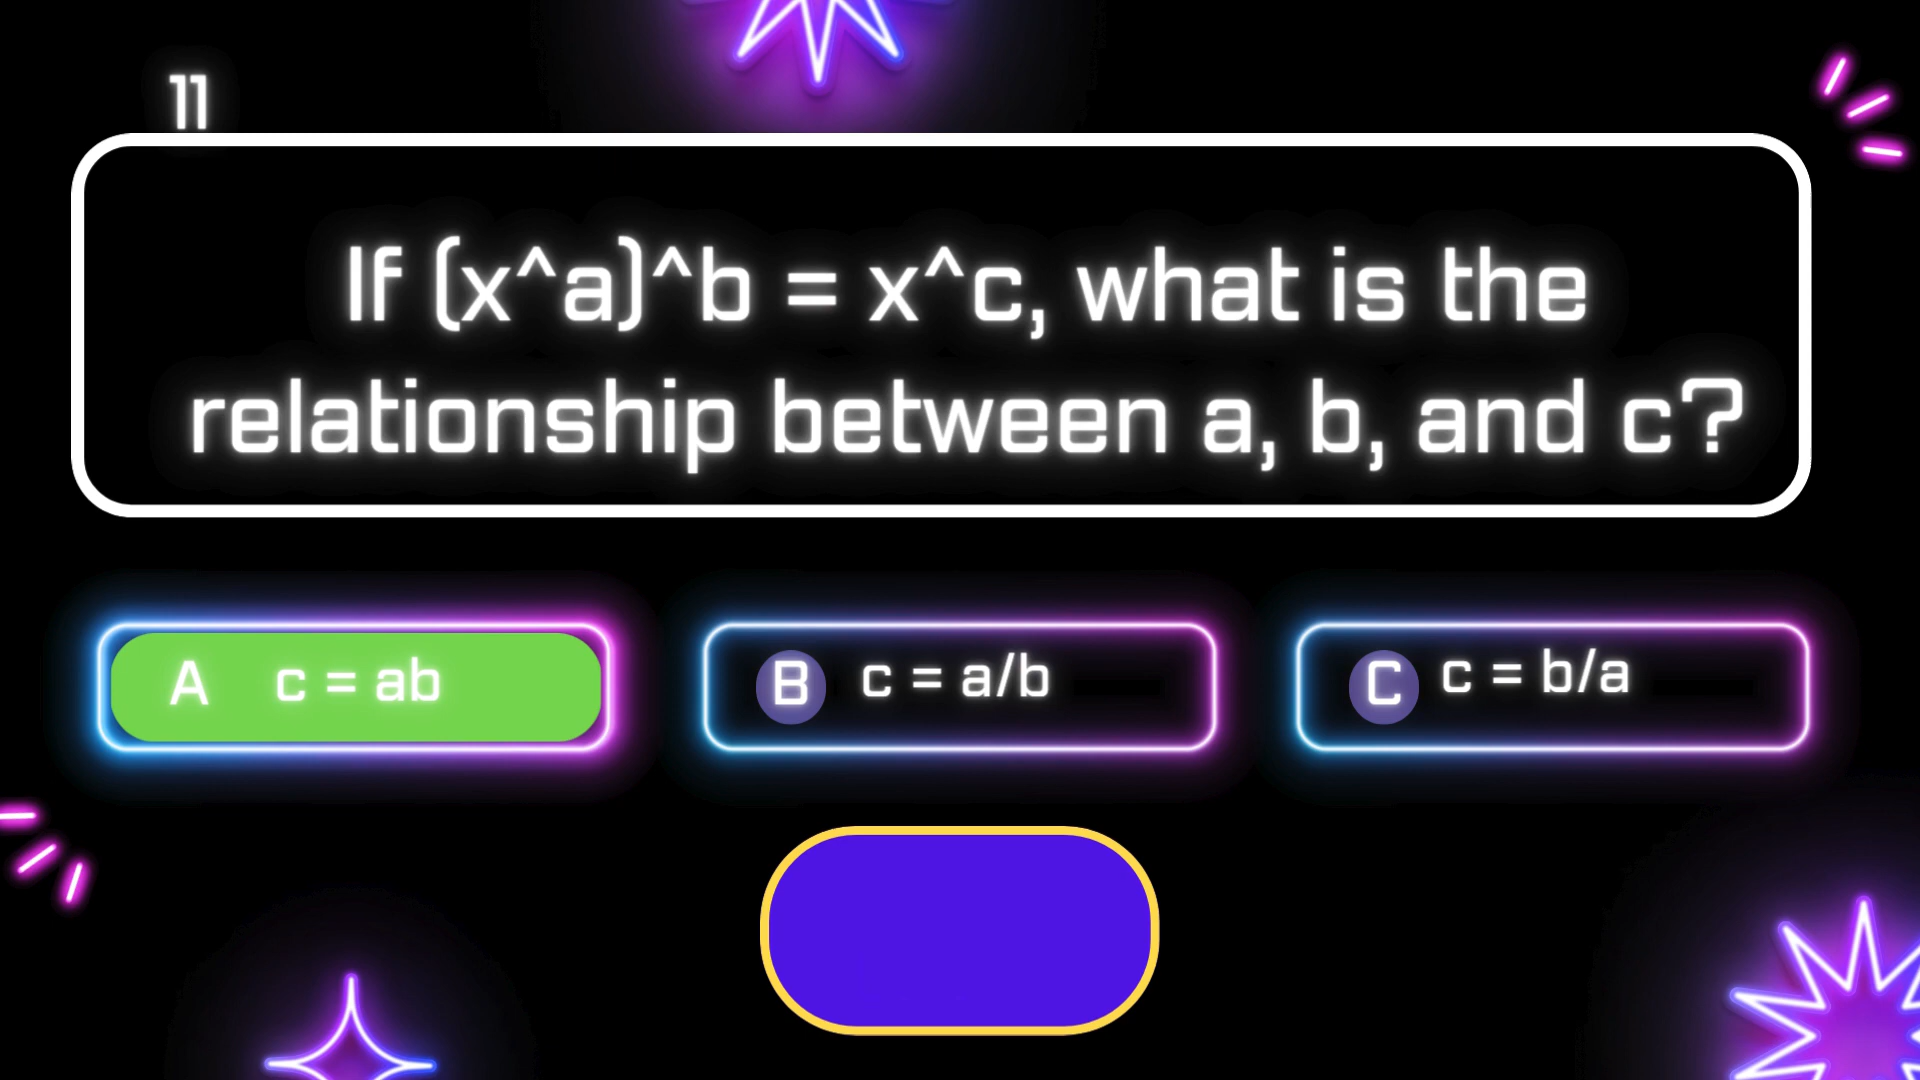 11
If (x^a)^b = x^c, what is the
relationship between a, b, and c?
A c = ab
B c = a/b
C c = b/a